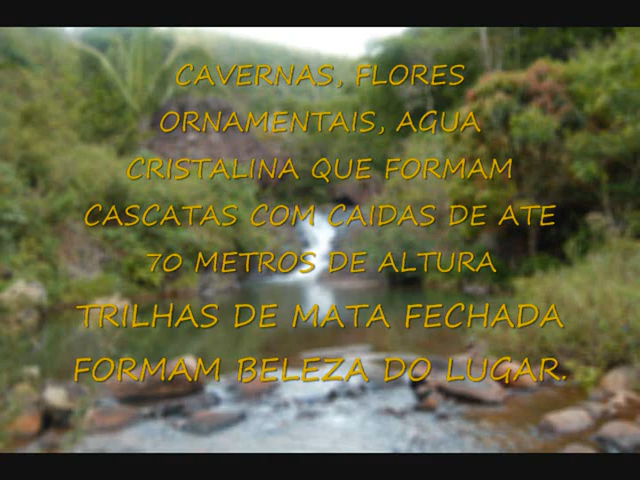 CAVERNAS, FLORES
ORNAMENTAIS, AGUA
CRISTALINA QUE FORMAM
CASCATAS COM CAIDAS DE ATE
70 METROS DE ALTURA
TRILHAS DE MATA FECHADA
FORMAM BELEZA DO LUGAR.